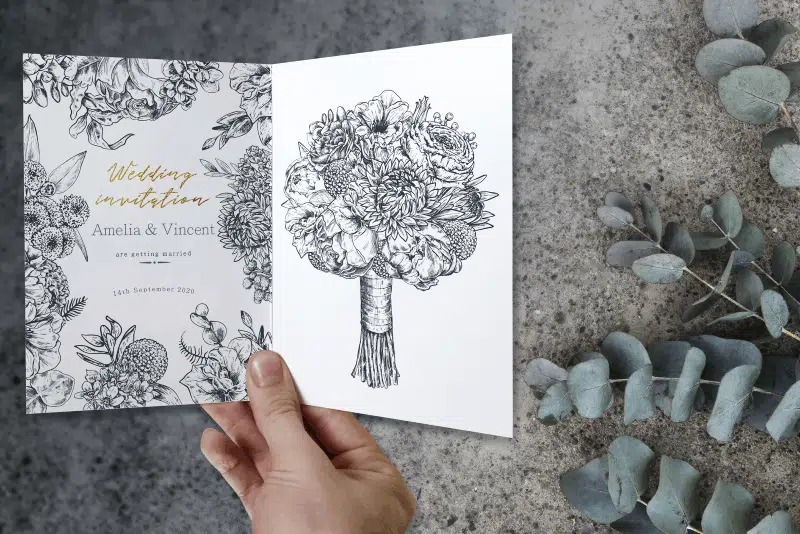 Wedding
invitation
Amelia & Vincent
are getting married
14th September 2020